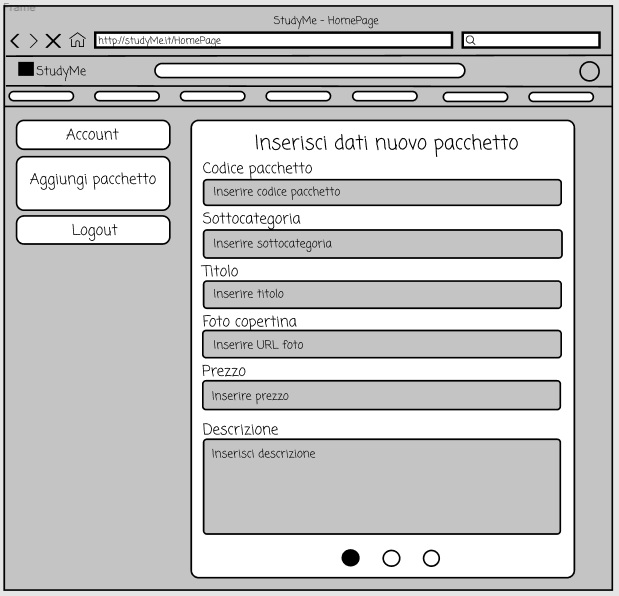 Frame
StudyMe - HomePage
http://studyMe.it/HomePage
StudyMe
Account
Aggiungi pacchetto
Logout
Inserisci dati nuovo pacchetto
Codice pacchetto
Inserire codice pacchetto
Sottocategoria
Inserire sottocategoria
Titolo
Inserire titolo
Foto copertina
Inserire URL foto
Prezzo
Inserire prezzo
Descrizione
Inserisci descrizione